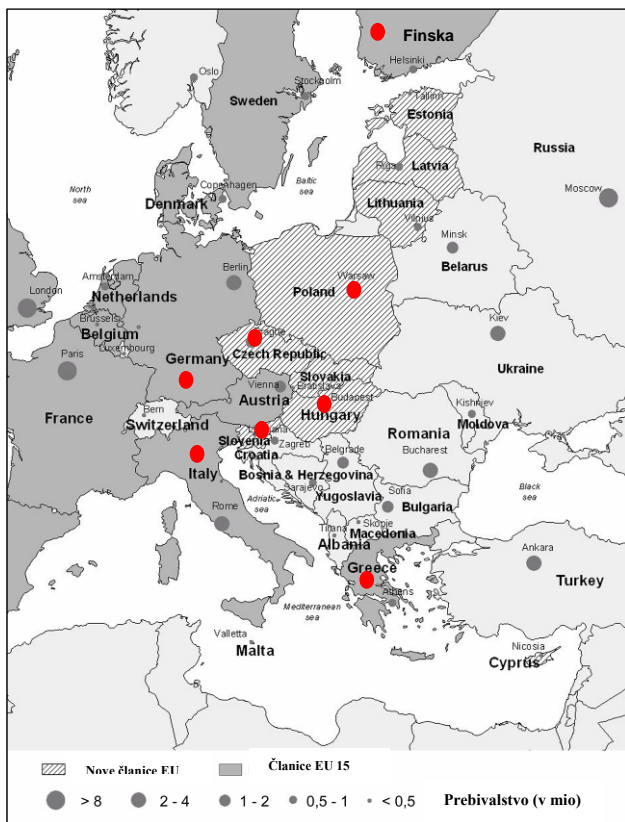 Finska
Helsinki
Oslo
Stockholm
Tallinn
Sweden
Estonia
Russia
Riga
Latvia
Moscow
North
sea
Copenhagen
Baltic
sea
Denmark
Lithuania
Vilnius
Minsk
Belarus
Berlin
London
Amsterdam
Netherlands
Warsaw
Poland
Brussels
Belgium
Kiev
Luxembourg
Paris
Prague
Czech Republic
Ukraine
Germany
Slovakia
Vienna
Bratislava
Austria
Budapest
Kishnjev
Moldova
France
Bern
Switzerland
Hungary
Slovenia
Zagreb
Croatia
Romania
Belgrade
Bucharest
Italy
Bosnia & Herzegovina
Sarajevo
Adriatic
sea
Yugoslavia
Sofia
Bulgaria
Black
sea
Rome
Skopje
Tirana
Macedonia
Albania
Ankara
Greece
Turkey
Athens
Mediterranean
sea
Valletta
Malta
Nicosia
Cyprus
Nove članice EU
Članice EU 15
> 8
2 - 4
1 - 2
0,5 - 1
< 0,5
Prebivalstvo (v mio)